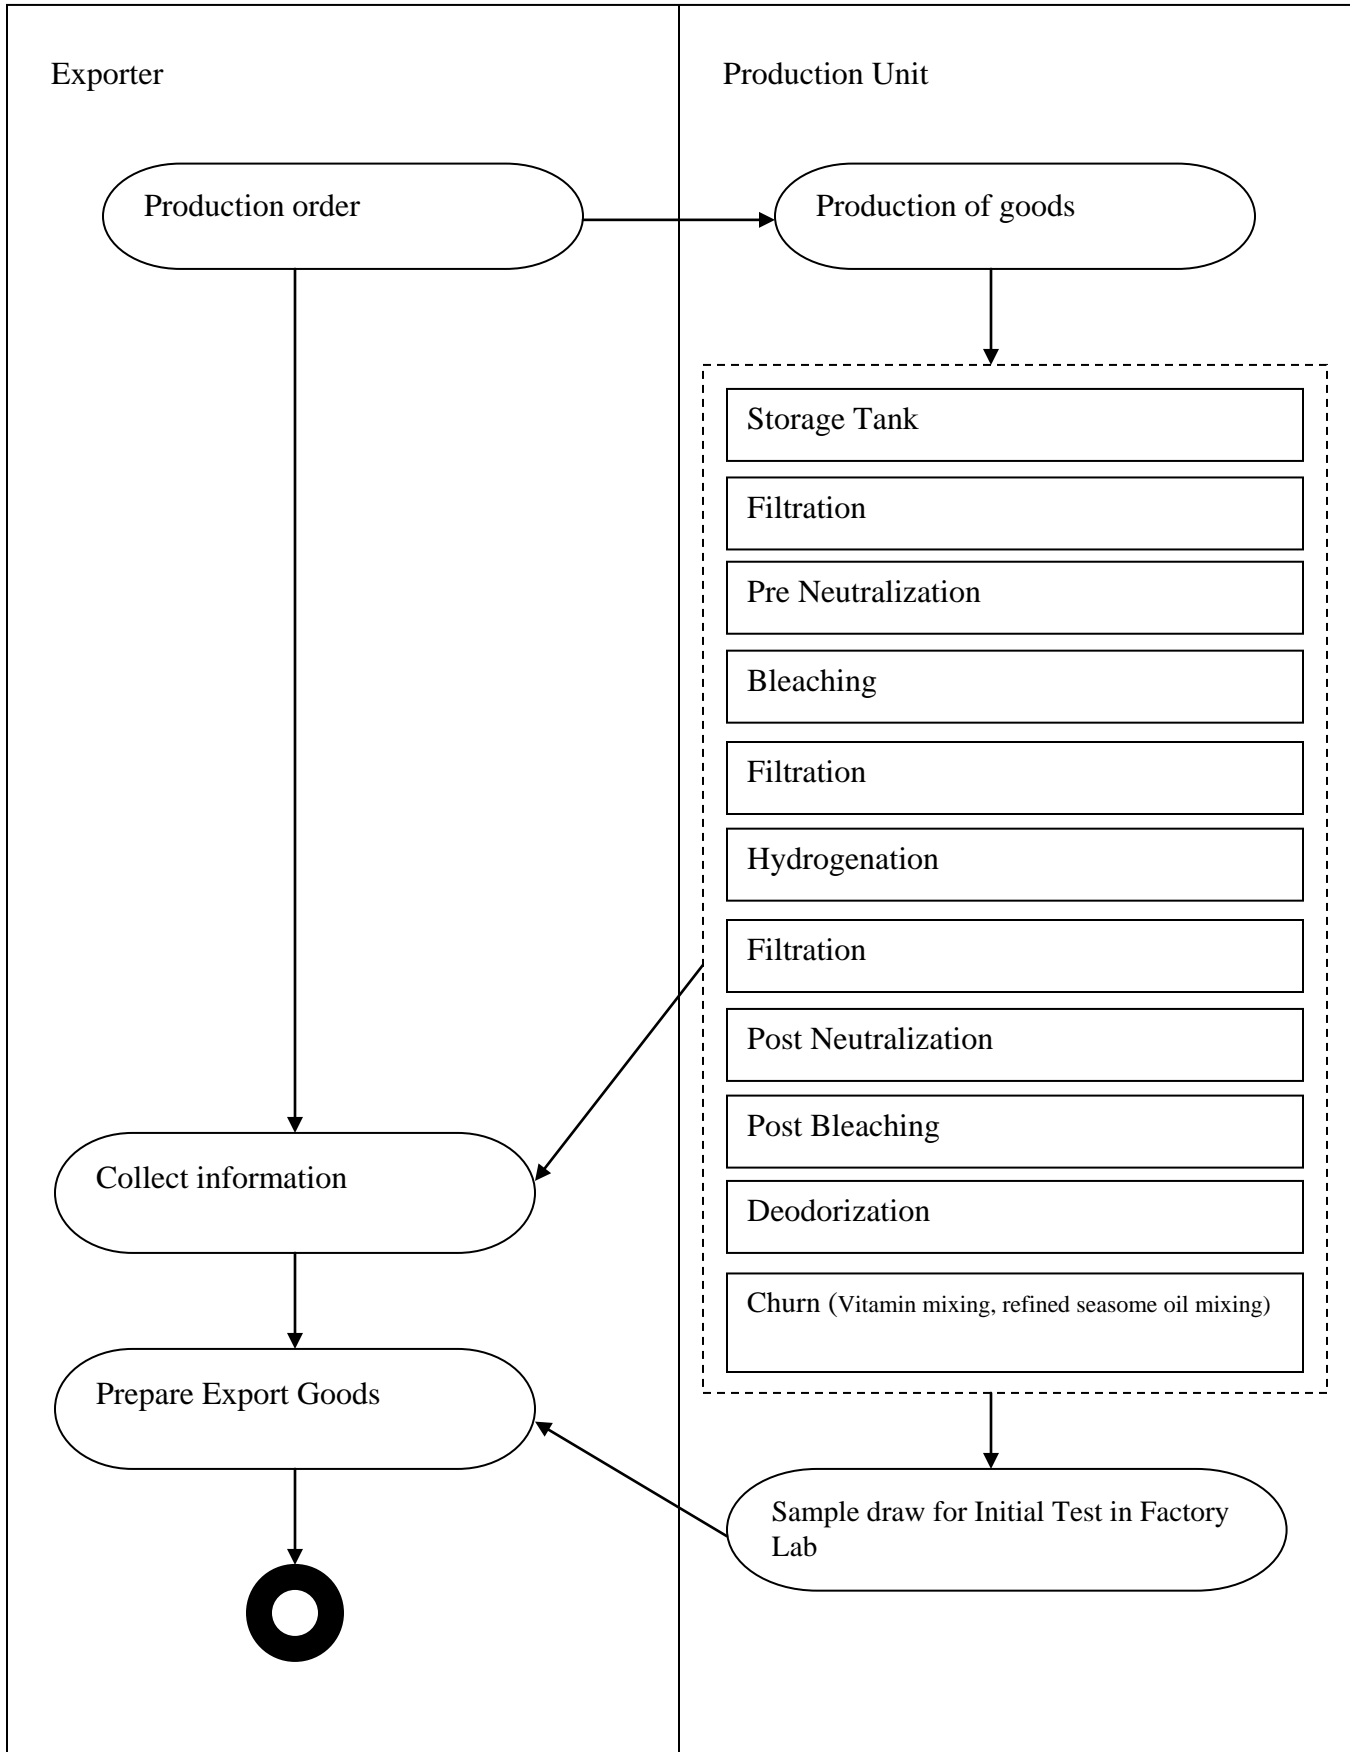 Exporter
Production Unit
Production order
Production of goods
Storage Tank
Filtration
Pre Neutralization
Bleaching
Filtration
Hydrogenation
Filtration
Post Neutralization
Post Bleaching
Deodorization
Churn (Vitamin mixing, refined seasome oil mixing)
Collect information
Prepare Export Goods
Sample draw for Initial Test in Factory
Lab